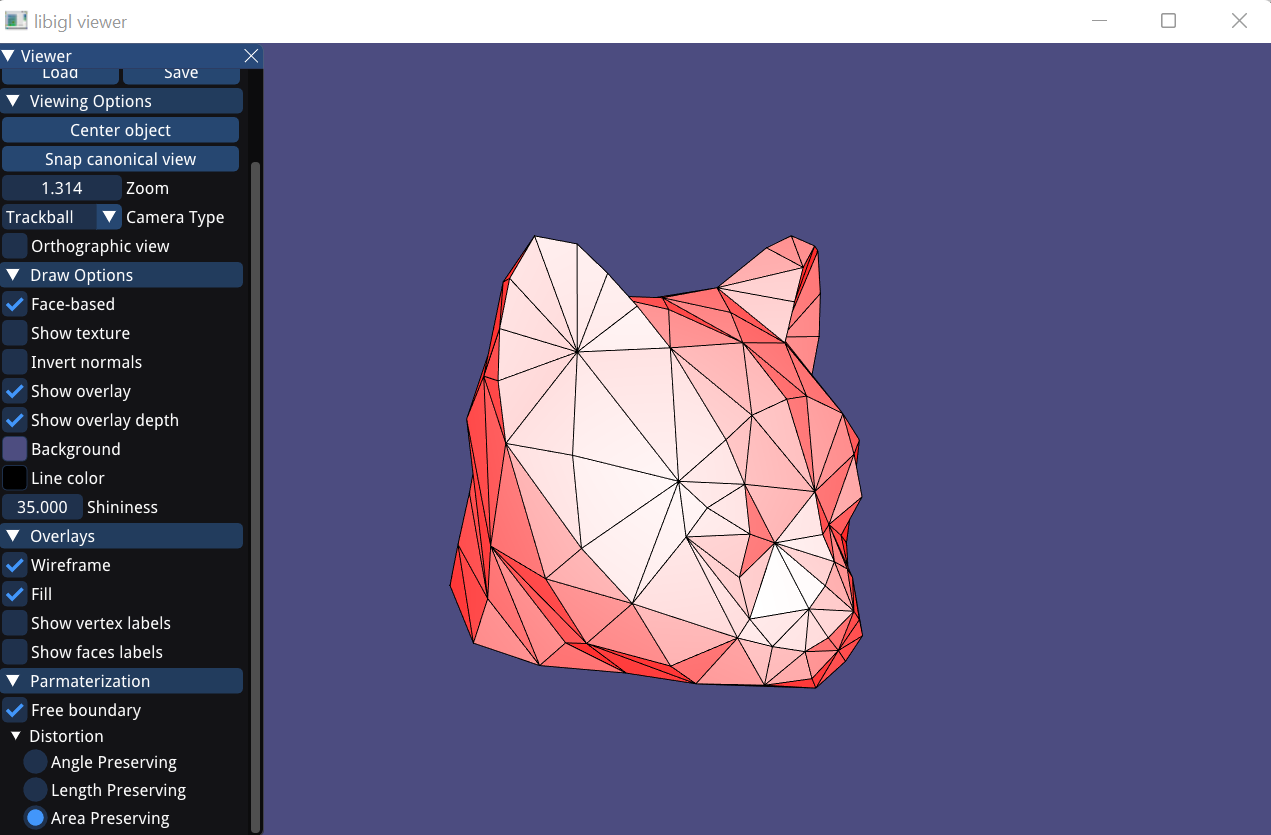 libigl viewer
Viewer
Load Save
Viewing Options
Center object
Snap canonical view
1.314 Zoom
Trackball Camera Type
Orthographic view
Draw Options
Face-based
Show texture
Invert normals
Show overlay
Show overlay depth
Background
Line color
35.000 Shininess
Overlays
Wireframe
Fill
Show vertex labels
Show faces labels
Parmaterization
Free boundary
Distortion
Angle Preserving
Length Preserving
Area Preserving